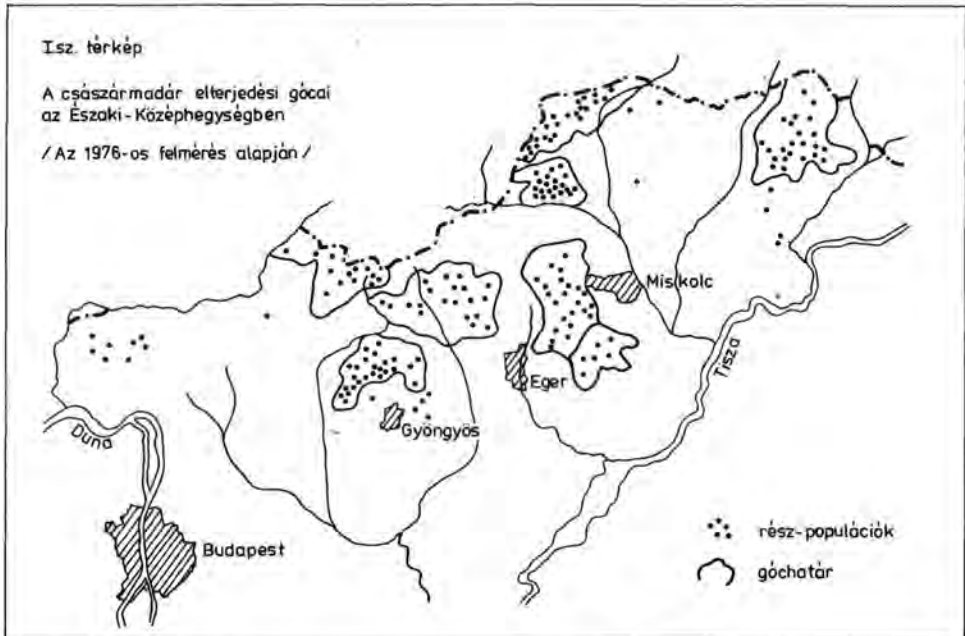 I.sz. térkép
A császármadár elterjedési gócai
az Északi-Középhegységben
/Az 1976-os felmérés alapján/
Miskolc
Eger
Tisza
Gyöngyös
Duna
Budapest
rész-populációk
góchatár